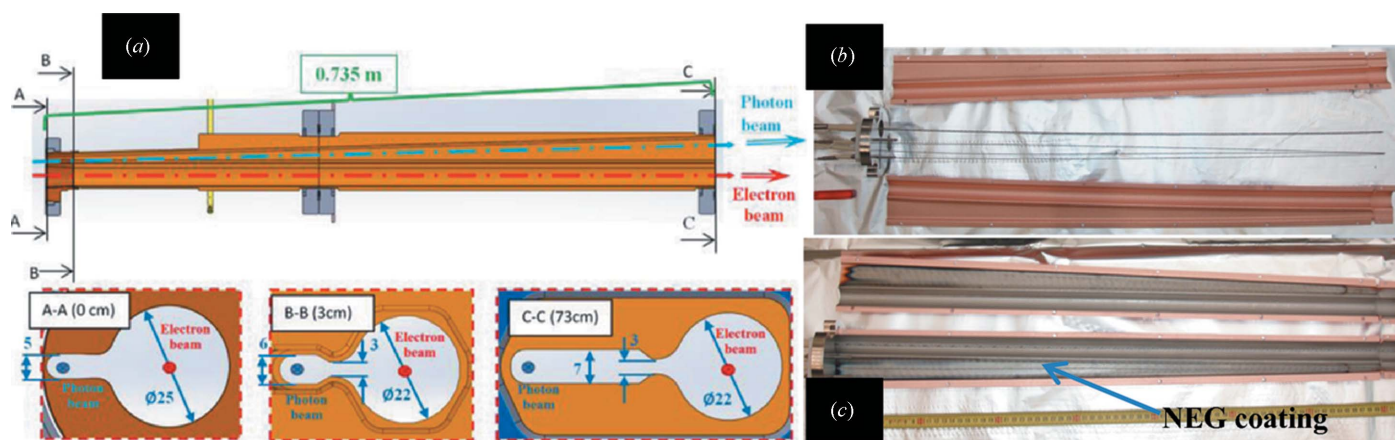 (a)
B
A
0.735 m
C
Photon
beam
Electron
beam
A
B
C
A-A (0 cm)
5
Electron
beam
Photon
beam
Ø25
B-B (3cm)
6
3
Electron
beam
Photon
beam
Ø22
C-C (73cm)
3
7
Electron
beam
Photon
beam
Ø22
(b)
(c)
NEG coating